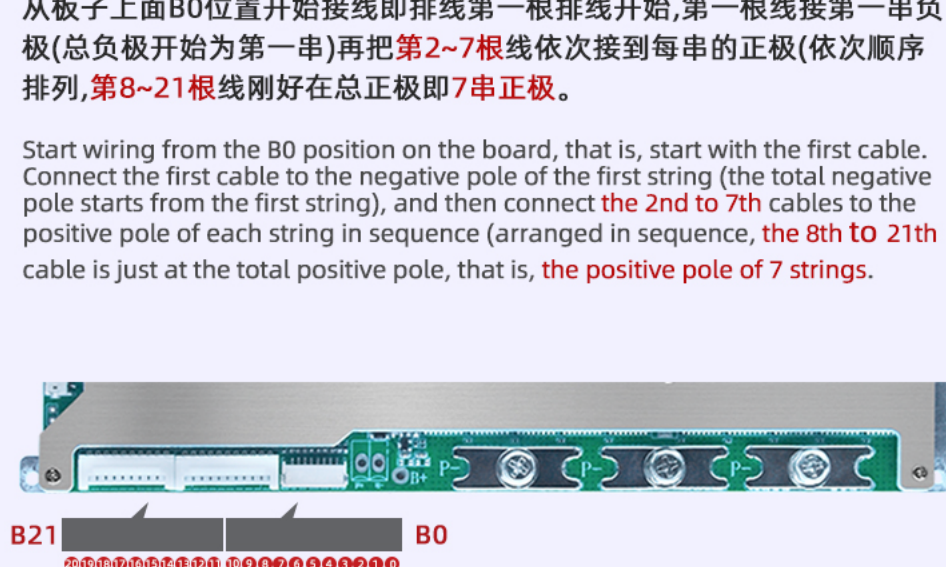 从板子上面B0位置开始接线即排线第一根排线开始,第一根线接第一串负
极(总负极开始为第一串)再把第2~7根线依次接到每串的正极(依次顺序
排列,第8~21根线刚好在总正极即7串正极。
Start wiring from the B0 position on the board, that is, start with the first cable.
Connect the first cable to the negative pole of the first string (the total negative
pole starts from the first string), and then connect the 2nd to 7th cables to the
positive pole of each string in sequence (arranged in sequence, the 8th to 21th
cable is just at the total positive pole, that is, the positive pole of 7 strings.
P- P- P-
B+
B21 B0
20 19 18 17 16 15 14 13 12 11 10 9 8 7 6 5 4 3 2 1 0